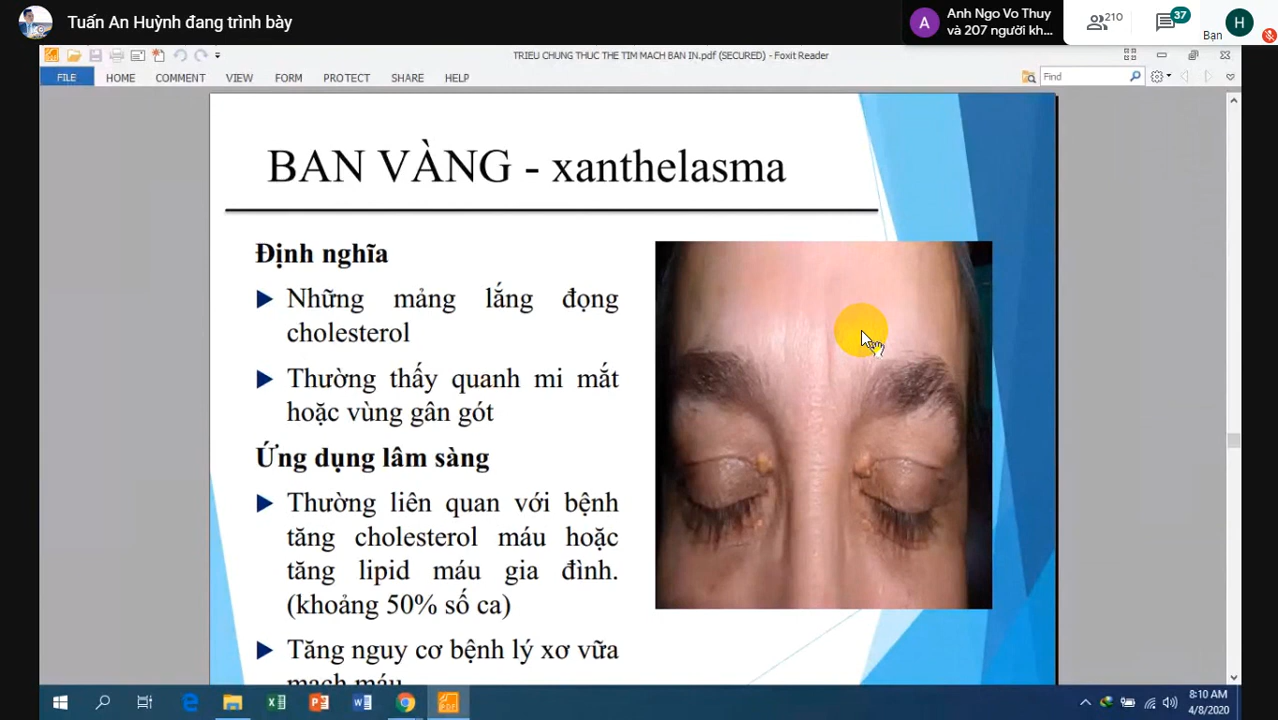 Tuấn An Huỳnh đang trình bày
Anh Ngo Vo Thuy
và 207 người kh...
A
210
37
H
Bạn
TRIEU CHUNG THUC THE TIM MACH BAN IN.pdf (SECURED) - Foxit Reader
FILE HOME COMMENT VIEW FORM PROTECT SHARE HELP
Find
BAN VÀNG - xanthelasma
Định nghĩa
Những mảng lắng đọng
cholesterol
Thường thấy quanh mi mắt
hoặc vùng gân gót
Ứng dụng lâm sàng
Thường liên quan với bệnh
tăng cholesterol máu hoặc
tăng lipid máu gia đình.
(khoảng 50% số ca)
Tăng nguy cơ bệnh lý xơ vữa
mạch máu
8:10 AM
4/8/2020